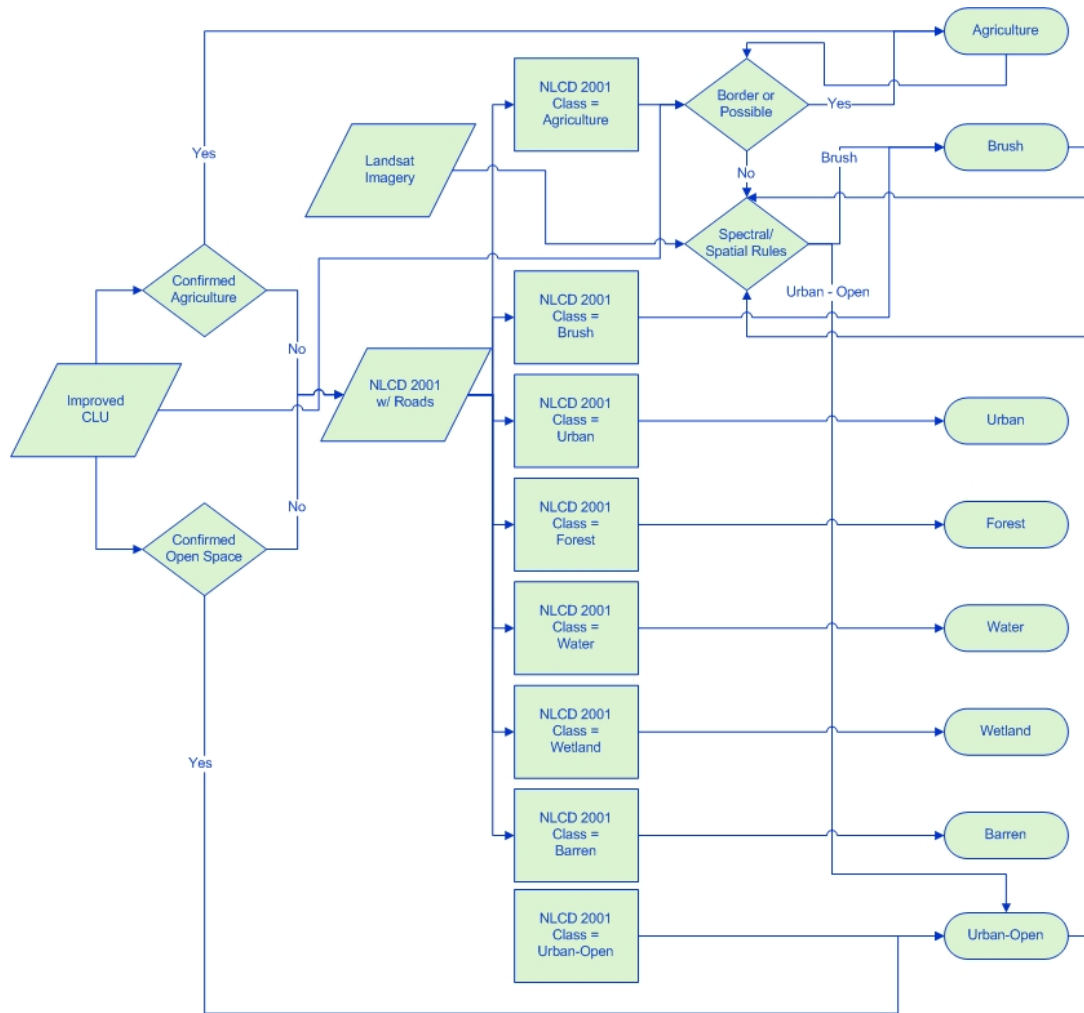 Agriculture
NLCD 2001
Class =
Agriculture
Border or
Possible
Yes
Landsat
Imagery
Brush
Brush
Yes
No
Spectral/
Spatial Rules
Confirmed
Agriculture
Urban - Open
NLCD 2001
Class =
Brush
No
Improved
CLU
NLCD 2001
w/ Roads
NLCD 2001
Class =
Urban
Urban
No
NLCD 2001
Class =
Forest
Forest
Confirmed
Open Space
NLCD 2001
Class =
Water
Water
NLCD 2001
Class =
Wetland
Wetland
Yes
NLCD 2001
Class =
Barren
Barren
NLCD 2001
Class =
Urban-Open
Urban-Open